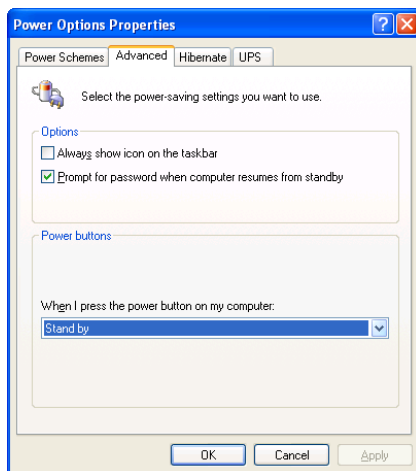 Power Options Properties
Power Schemes Advanced Hibernate UPS
Select the power-saving settings you want to use.
Options
Always show icon on the taskbar
Prompt for password when computer resumes from standby
Power buttons
When I press the power button on my computer:
Stand by
OK Cancel Apply